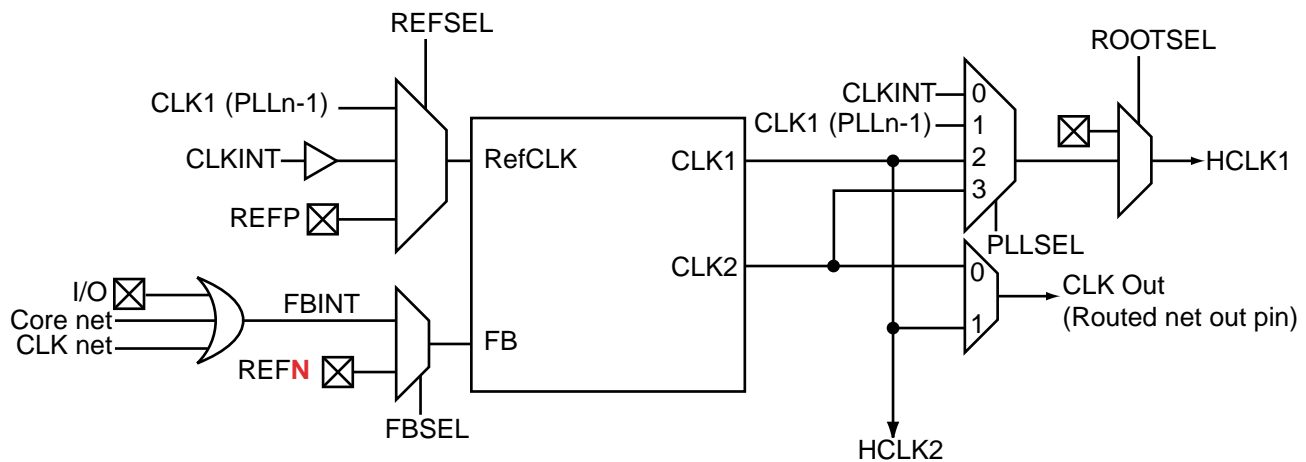 REFSEL
ROOTSEL
CLK1 (PLLn-1)
CLKINT
0
CLK1 (PLLn-1)
1
CLKINT
RefCLK
CLK1
2
HCLK1
3
REFP
PLLSEL
CLK2
0
I/O
FBINT
CLK Out
(Routed net out pin)
Core net
1
CLK net
FB
REFN
FBSEL
HCLK2